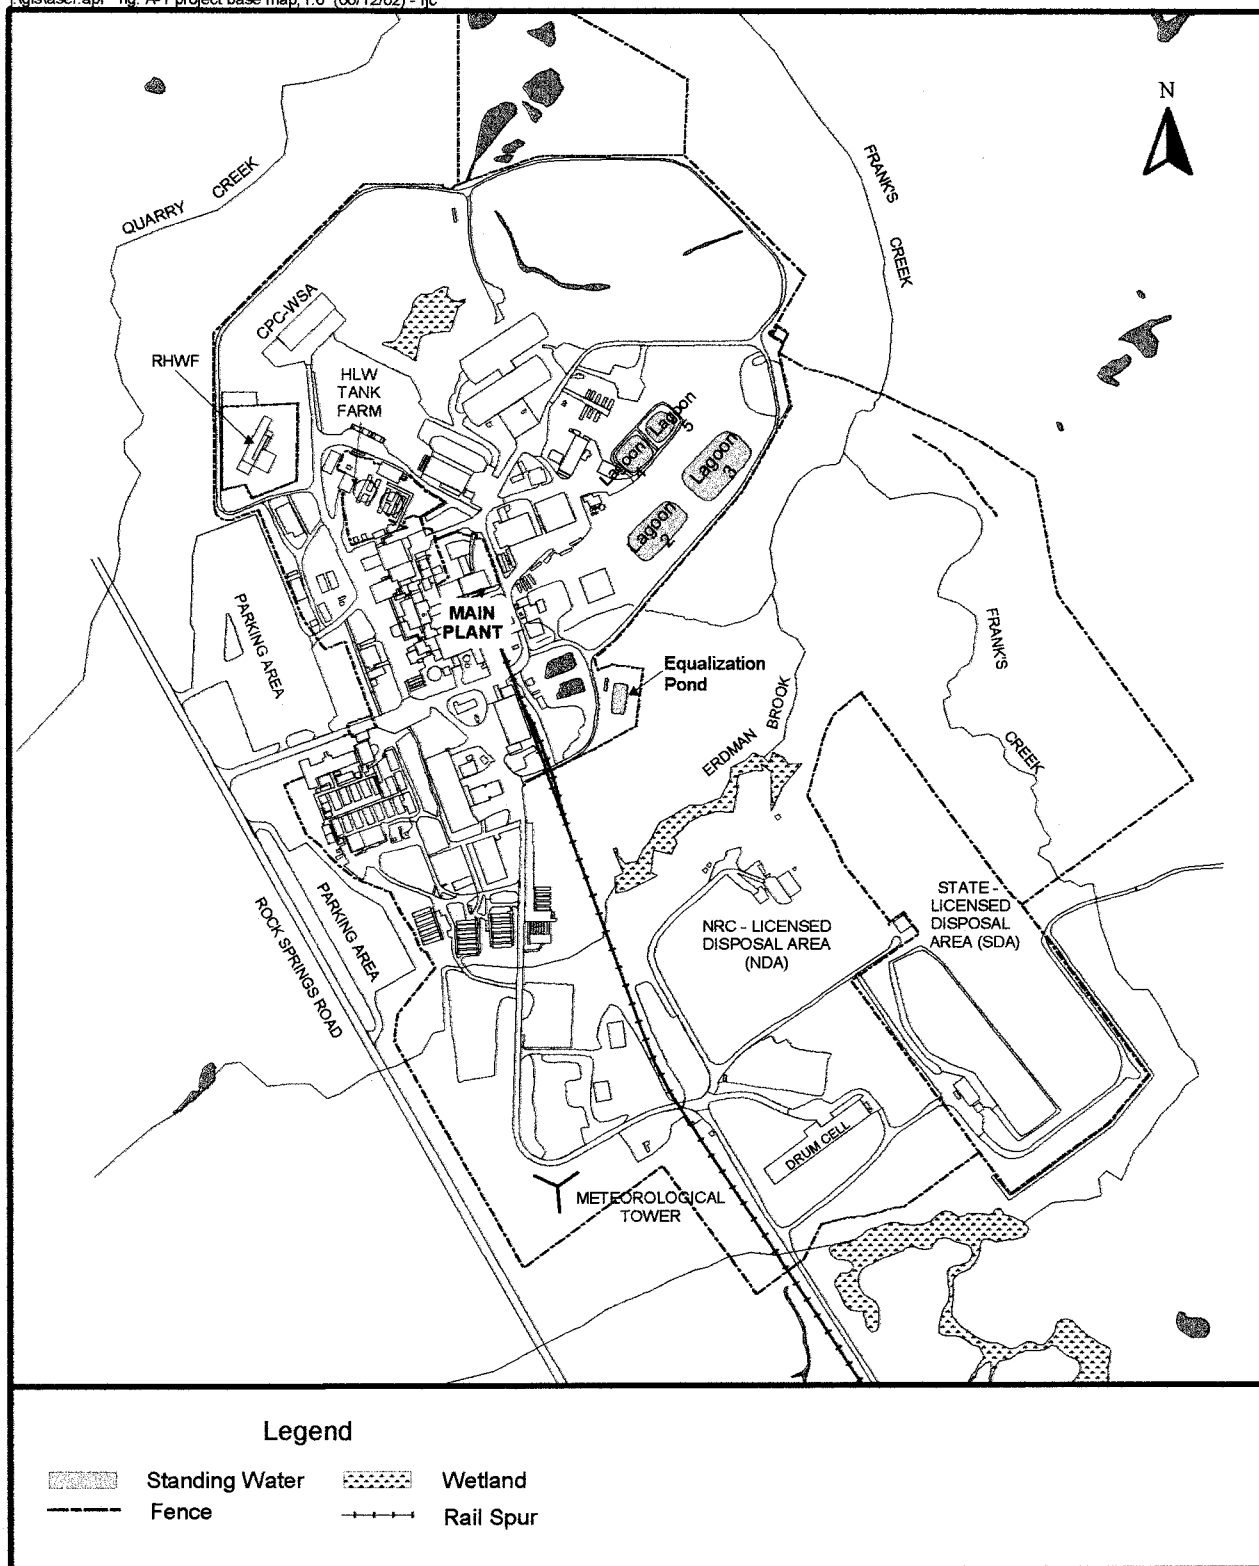 N
QUARRY CREEK
FRANK'S
CREEK
CPC-WSA
RHWF
HLW
TANK
FARM
Lagoon
5
Lagoon
Lagoon
3
Lagoon
2
PARKING AREA
MAIN
PLANT
FRANK'S
CREEK
Equalization
Pond
ERDMAN BROOK
PARKING AREA
ROCK SPRINGS ROAD
NRC - LICENSED
DISPOSAL AREA
(NDA)
STATE -
LICENSED
DISPOSAL
AREA (SDA)
DRUM CELL
METEOROLOGICAL
TOWER
Legend
Standing Water
Wetland
Fence
Rail Spur